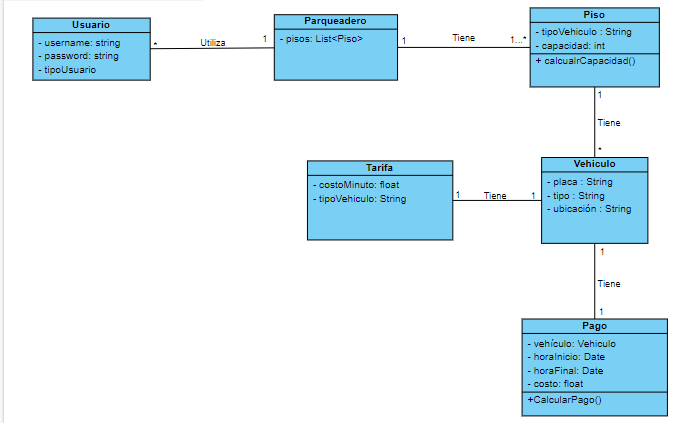 Usuario
- username: string
- password: string
- tipoUsuario
*
Utiliza
1
Parqueadero
- pisos: List<Piso>
1
Tiene
1...*
Piso
- tipoVehiculo : String
- capacidad: int
+ calcualrCapacidad()
1
Tiene
*
Tarifa
- costoMinuto: float
- tipoVehiculo: String
1
Tiene
1
Vehiculo
- placa : String
- tipo : String
- ubicación : String
1
Tiene
1
Pago
- vehículo: Vehiculo
- horaInicio: Date
- horaFinal: Date
- costo: float
+CalcularPago()